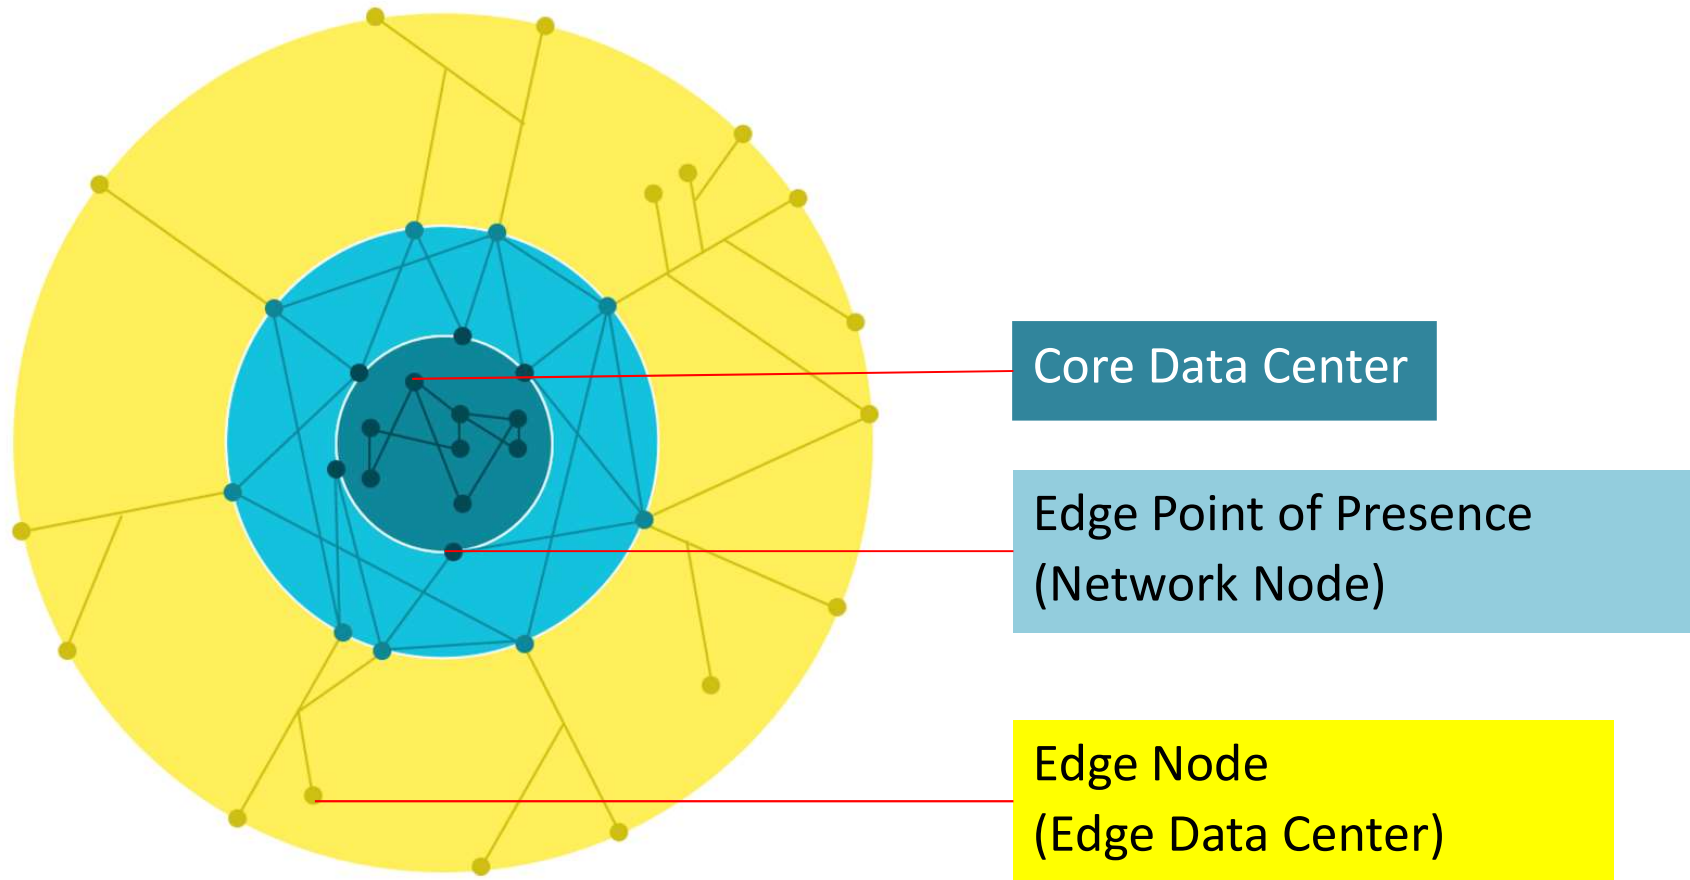 Core Data Center
Edge Point of Presence
(Network Node)
Edge Node
(Edge Data Center)